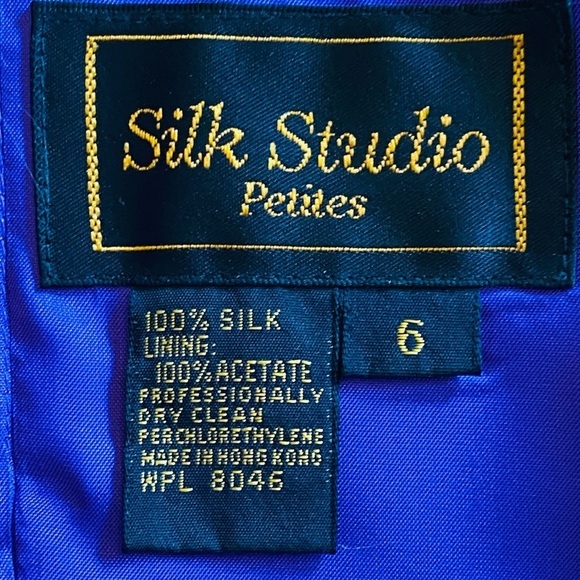 Silk Studio
Petites
100% SILK
LINING:
100% ACETATE
PROFESSIONALLY
DRY CLEAN
PERCHLORETHYLENE
MADE IN HONG KONG
WPL 8046
6